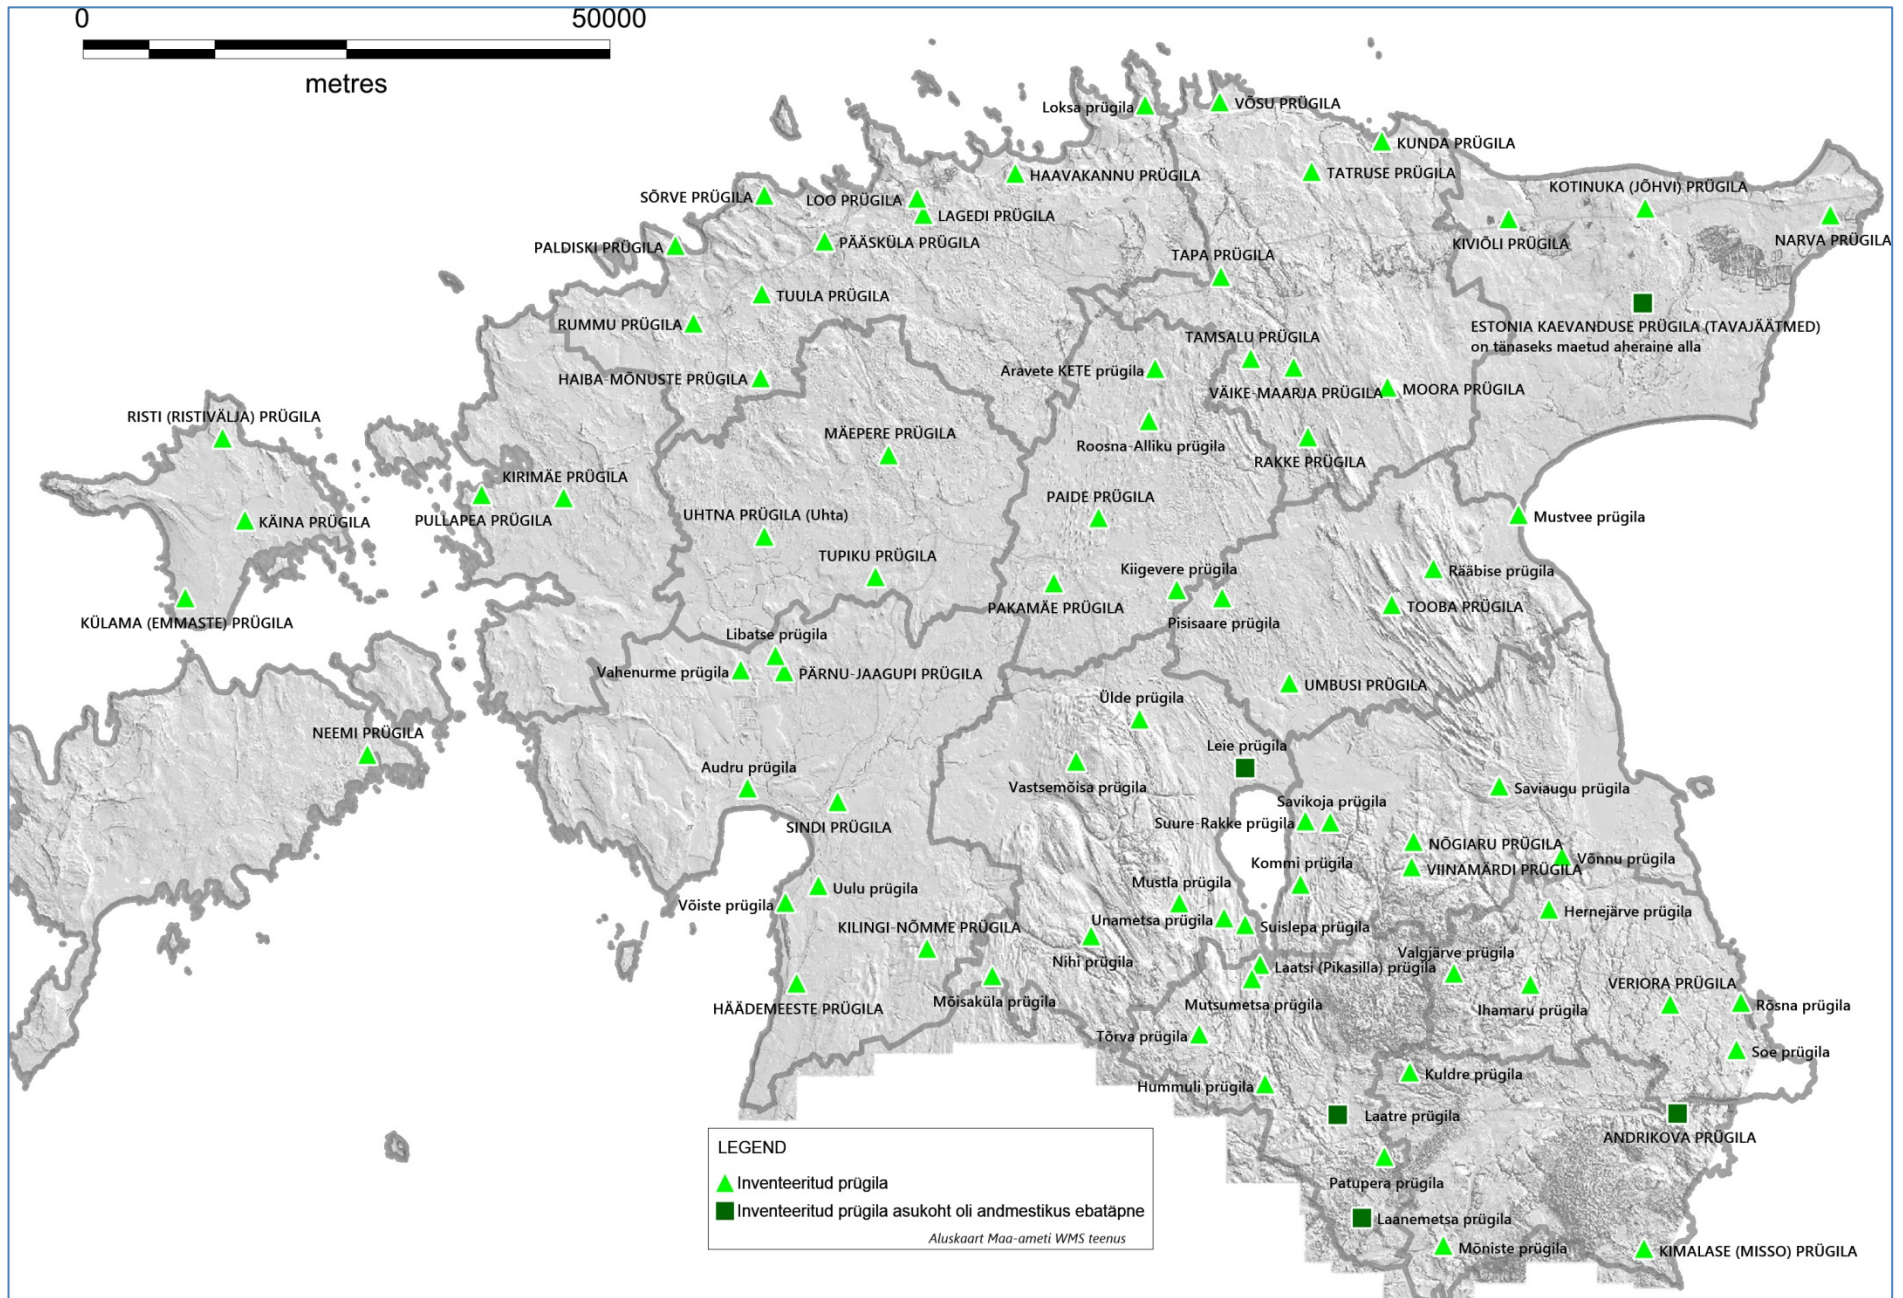 0 50000
metres
Loksa prügila
VÕSU PRÜGILA
KUNDA PRÜGILA
HAAVAKANNU PRÜGILA
TATRUSE PRÜGILA
KOTINUKA (JÕHVI) PRÜGILA
SÕRVE PRÜGILA
LOO PRÜGILA
LAGEDI PRÜGILA
KIVIÕLI PRÜGILA
NARVA PRÜGILA
PALDISKI PRÜGILA
PÄÄSKÜLA PRÜGILA
TAPA PRÜGILA
TUULA PRÜGILA
RUMMU PRÜGILA
ESTONIA KAEVANDUSE PRÜGILA (TAVAJÄÄTMED)
on tänaseks maetud aheraine alla
TAMSALU PRÜGILA
Aravete KETE prügila
HAIBA-MÕNUSTE PRÜGILA
VÄIKE-MAARJA PRÜGILA
MOORA PRÜGILA
RISTI (RISTIVÄLJA) PRÜGILA
MÄEPERE PRÜGILA
Roosna-Alliku prügila
RAKKE PRÜGILA
KIRIMÄE PRÜGILA
PAIDE PRÜGILA
PULLAPEA PRÜGILA
KÄINA PRÜGILA
UHTNA PRÜGILA (Uhta)
Mustvee prügila
TUPIKU PRÜGILA
Kiigevere prügila
Rääbise prügila
PAKAMÄE PRÜGILA
TOOBA PRÜGILA
KÜLAMA (EMMASTE) PRÜGILA
Pisisaare prügila
Libatse prügila
Vahenurme prügila
PÄRNU-JAAGUPI PRÜGILA
UMBUSI PRÜGILA
Ülde prügila
NEEMI PRÜGILA
Leie prügila
Audru prügila
Vastsemõisa prügila
Saviaugu prügila
Savikoja prügila
SINDI PRÜGILA
Suure-Rakke prügila
NÕGIARU PRÜGILA
Võnnu prügila
Kommi prügila
VIINAMÄRDI PRÜGILA
Mustla prügila
Uulu prügila
Võiste prügila
Hernejärve prügila
Unametsa prügila
KILINGI-NÕMME PRÜGILA
Suislepa prügila
Valgjärve prügila
Nihi prügila
Laatsi (Pikasilla) prügila
VERIORA PRÜGILA
Mõisaküla prügila
Mutsumetsa prügila
Rõsna prügila
HÄÄDEMEESTE PRÜGILA
Ihamaru prügila
Tõrva prügila
Soe prügila
Kuldre prügila
Hummuli prügila
Laatre prügila
ANDRIKOVA PRÜGILA
LEGEND
Inventeeritud prügila
Patupera prügila
Inventeeritud prügila asukoht oli andmestikus ebatäpne
Laanemetsa prügila
Aluskaart Maa-ameti WMS teenus
Mõniste prügila
KIMALASE (MISSO) PRÜGILA